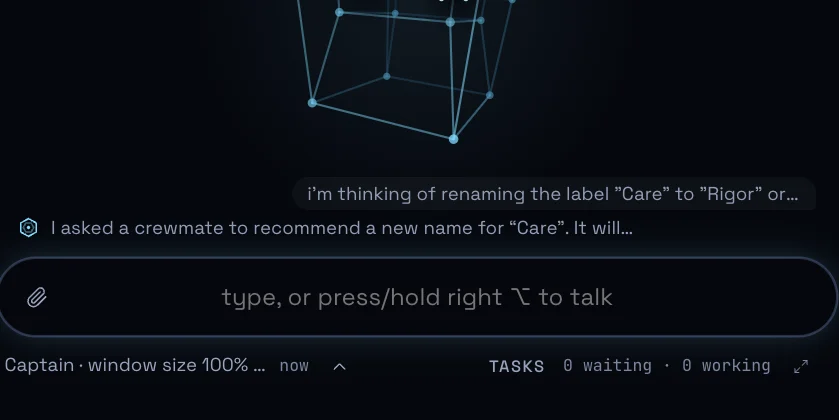 i'm thinking of renaming the label "Care" to "Rigor" or...
I asked a crewmate to recommend a new name for “Care”. It will...
type, or press/hold right ⌥ to talk
Captain · window size 100% ... now
TASKS 0 waiting · 0 working